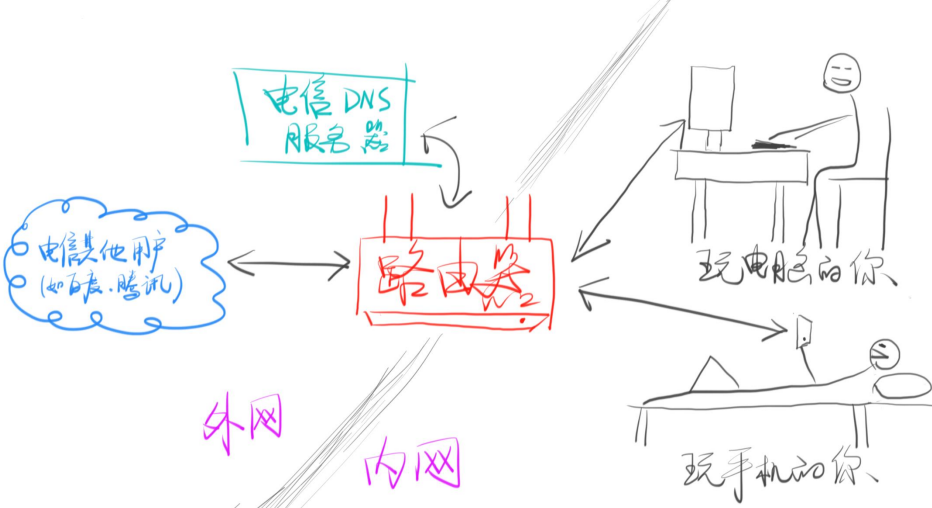 电信 DNS
服务器
电信其他用户
(如百度、腾讯)
路由器
玩电脑的你
外网
内网
玩手机的你